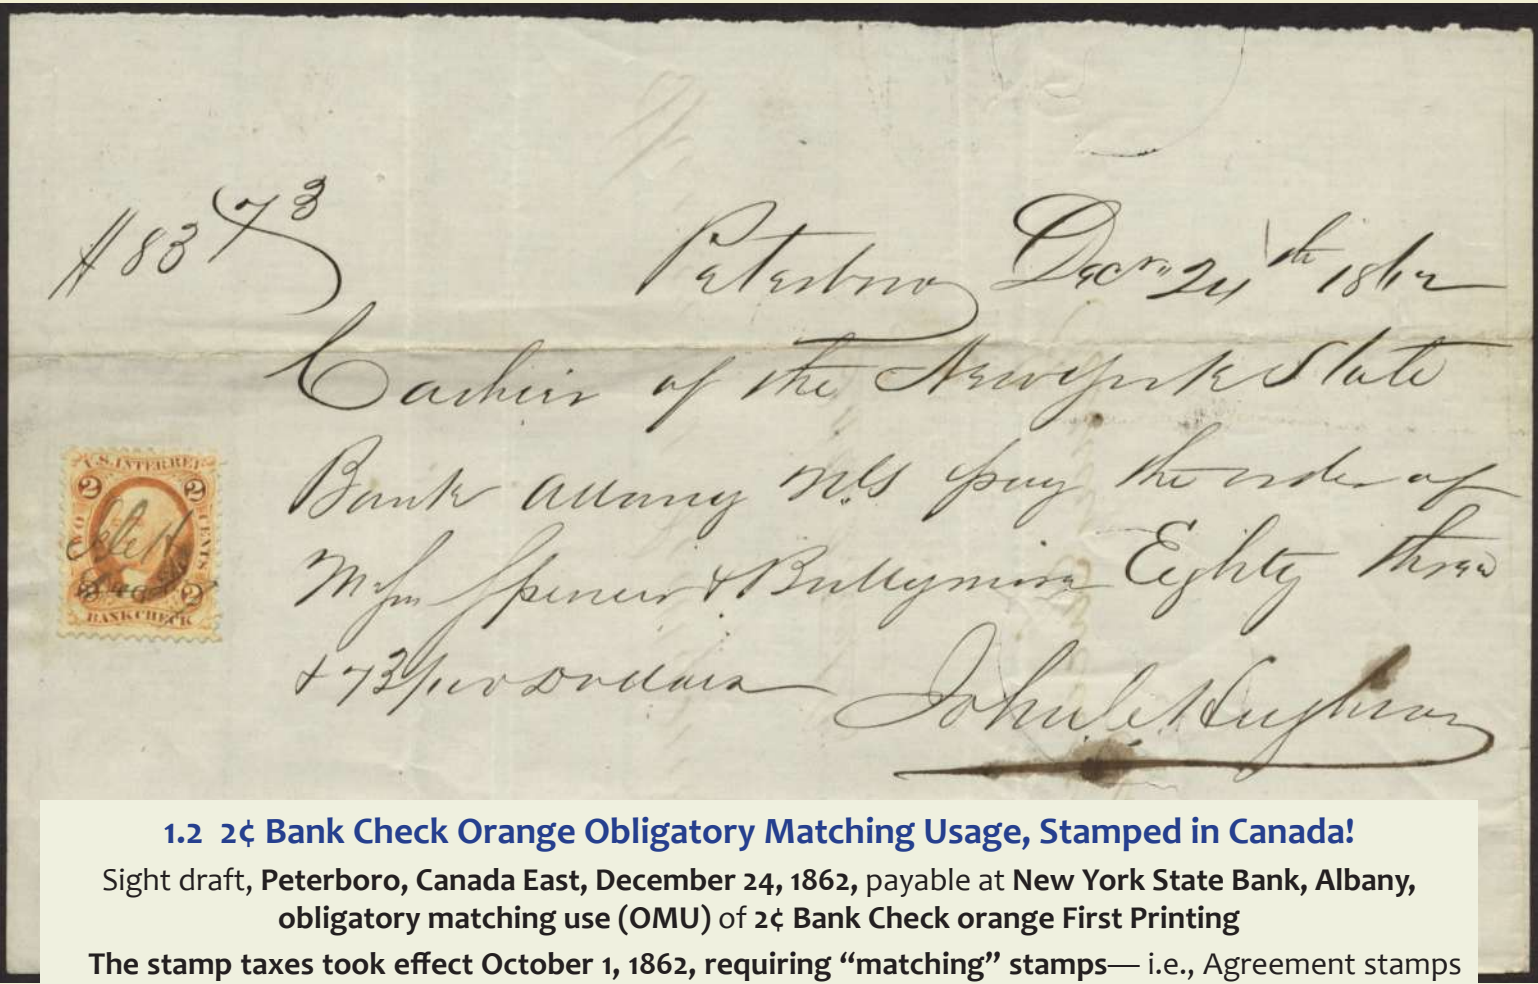 $83 73
Peterboro Decr. 24th 1862
Cashier of the New York State
Bank Albany N.Y. pay the order of
Messrs Spencer & Eighty three
& 73/100 Dollars John C Hughson
U.S. INTER REV
2 2
TWO CENTS
2 2
BANK CHECK
1.2 2¢ Bank Check Orange Obligatory Matching Usage, Stamped in Canada!
Sight draft, Peterboro, Canada East, December 24, 1862, payable at New York State Bank, Albany,
obligatory matching use (OMU) of 2¢ Bank Check orange First Printing
The stamp taxes took effect October 1, 1862, requiring “matching” stamps— i.e., Agreement stamps